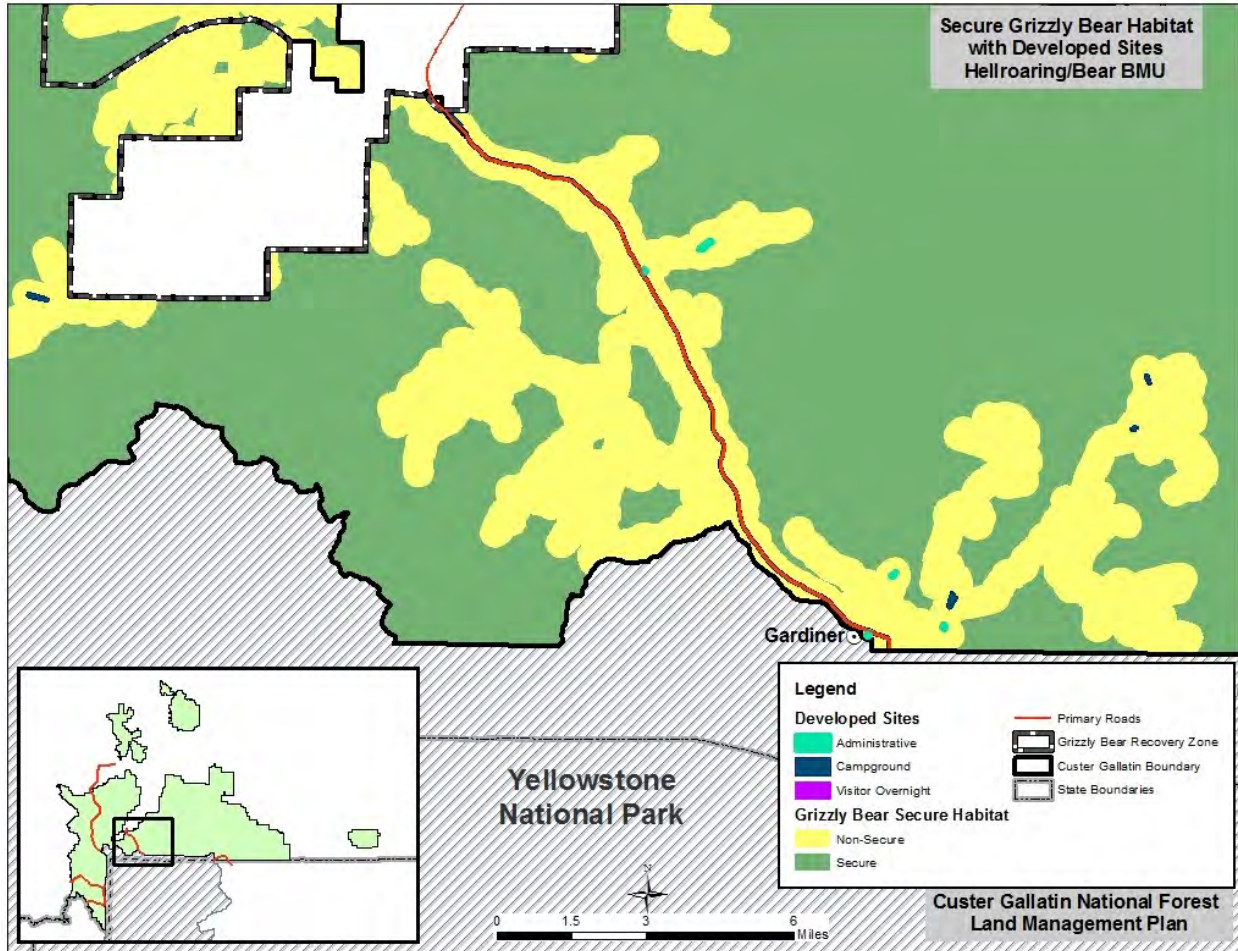 Secure Grizzly Bear Habitat
with Developed Sites
Hellroaring/Bear BMU
Gardiner
Yellowstone
National Park
Legend
Developed Sites
Administrative
Campground
Visitor Overnight
Grizzly Bear Secure Habitat
Non-Secure
Secure
Primary Roads
Grizzly Bear Recovery Zone
Custer Gallatin Boundary
State Boundaries
N
0 1.5 3 6
Miles
Custer Gallatin National Forest
Land Management Plan